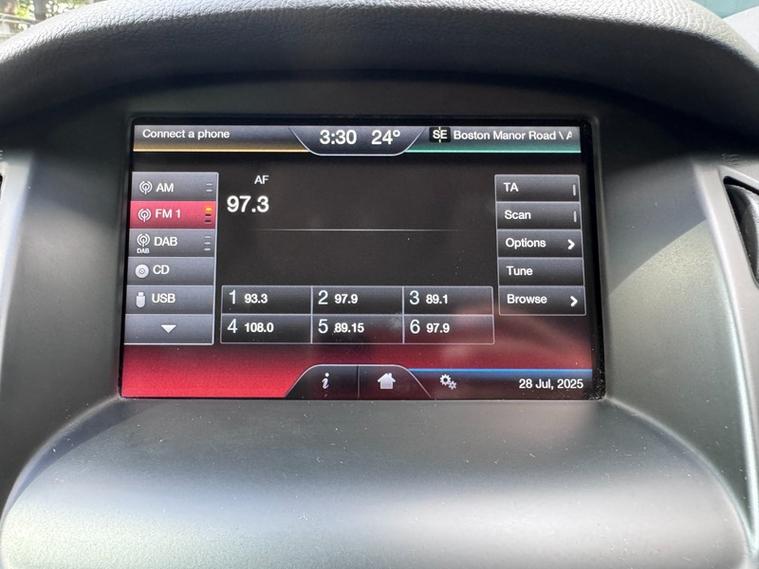 Connect a phone
3:30 24°
SE Boston Manor Road \ A
AM
FM 1
DAB
DAB
CD
USB
AF
97.3
TA
Scan
Options
Tune
Browse
1 93.3
2 97.9
3 89.1
4 108.0
5 89.15
6 97.9
i
28 Jul, 2025